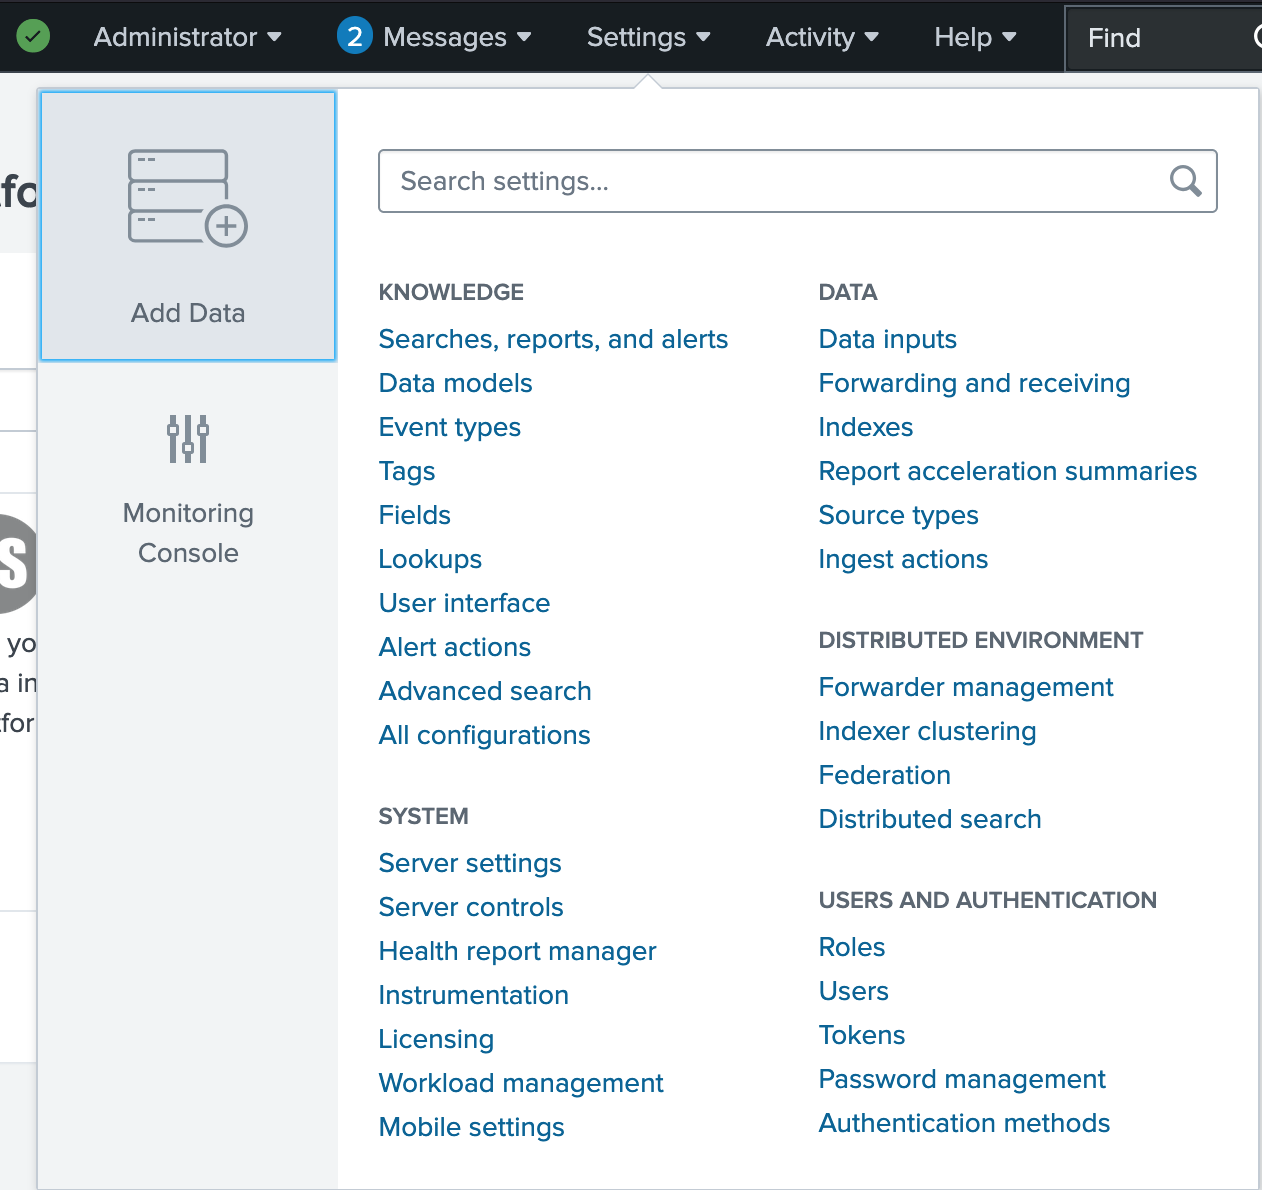 Administrator
2 Messages
Settings
Activity
Help
Find
Add Data
Monitoring
Console
Search settings...
KNOWLEDGE
Searches, reports, and alerts
Data models
Event types
Tags
Fields
Lookups
User interface
Alert actions
Advanced search
All configurations
SYSTEM
Server settings
Server controls
Health report manager
Instrumentation
Licensing
Workload management
Mobile settings
DATA
Data inputs
Forwarding and receiving
Indexes
Report acceleration summaries
Source types
Ingest actions
DISTRIBUTED ENVIRONMENT
Forwarder management
Indexer clustering
Federation
Distributed search
USERS AND AUTHENTICATION
Roles
Users
Tokens
Password management
Authentication methods